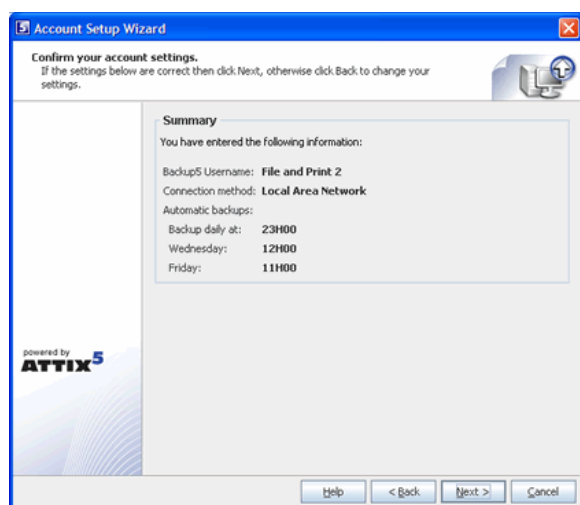 Account Setup Wizard
Confirm your account settings.
If the settings below are correct then click Next, otherwise click Back to change your
settings.
Summary
You have entered the following information:
Backup5 Username: File and Print 2
Connection method: Local Area Network
Automatic backups:
Backup daily at: 23H00
Wednesday: 12H00
Friday: 11H00
powered by
ATTIX5
Help < Back Next > Cancel